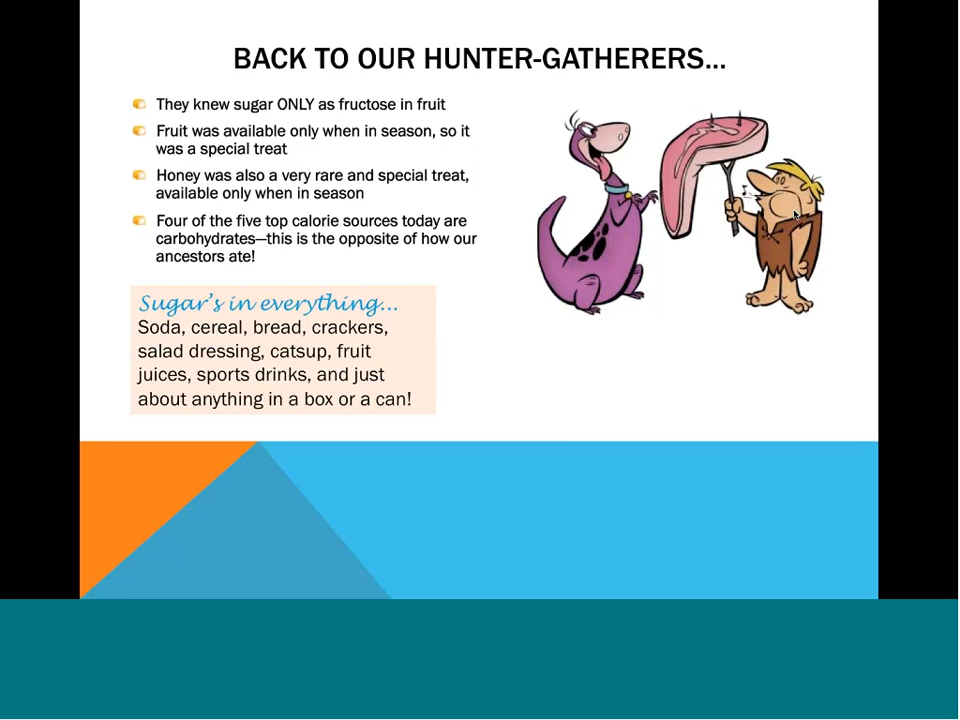 BACK TO OUR HUNTER-GATHERERS...
They knew sugar ONLY as fructose in fruit
Fruit was available only when in season, so it
was a special treat
Honey was also a very rare and special treat,
available only when in season
Four of the five top calorie sources today are
carbohydrates—this is the opposite of how our
ancestors ate!
Sugar's in everything...
Soda, cereal, bread, crackers,
salad dressing, catsup, fruit
juices, sports drinks, and just
about anything in a box or a can!